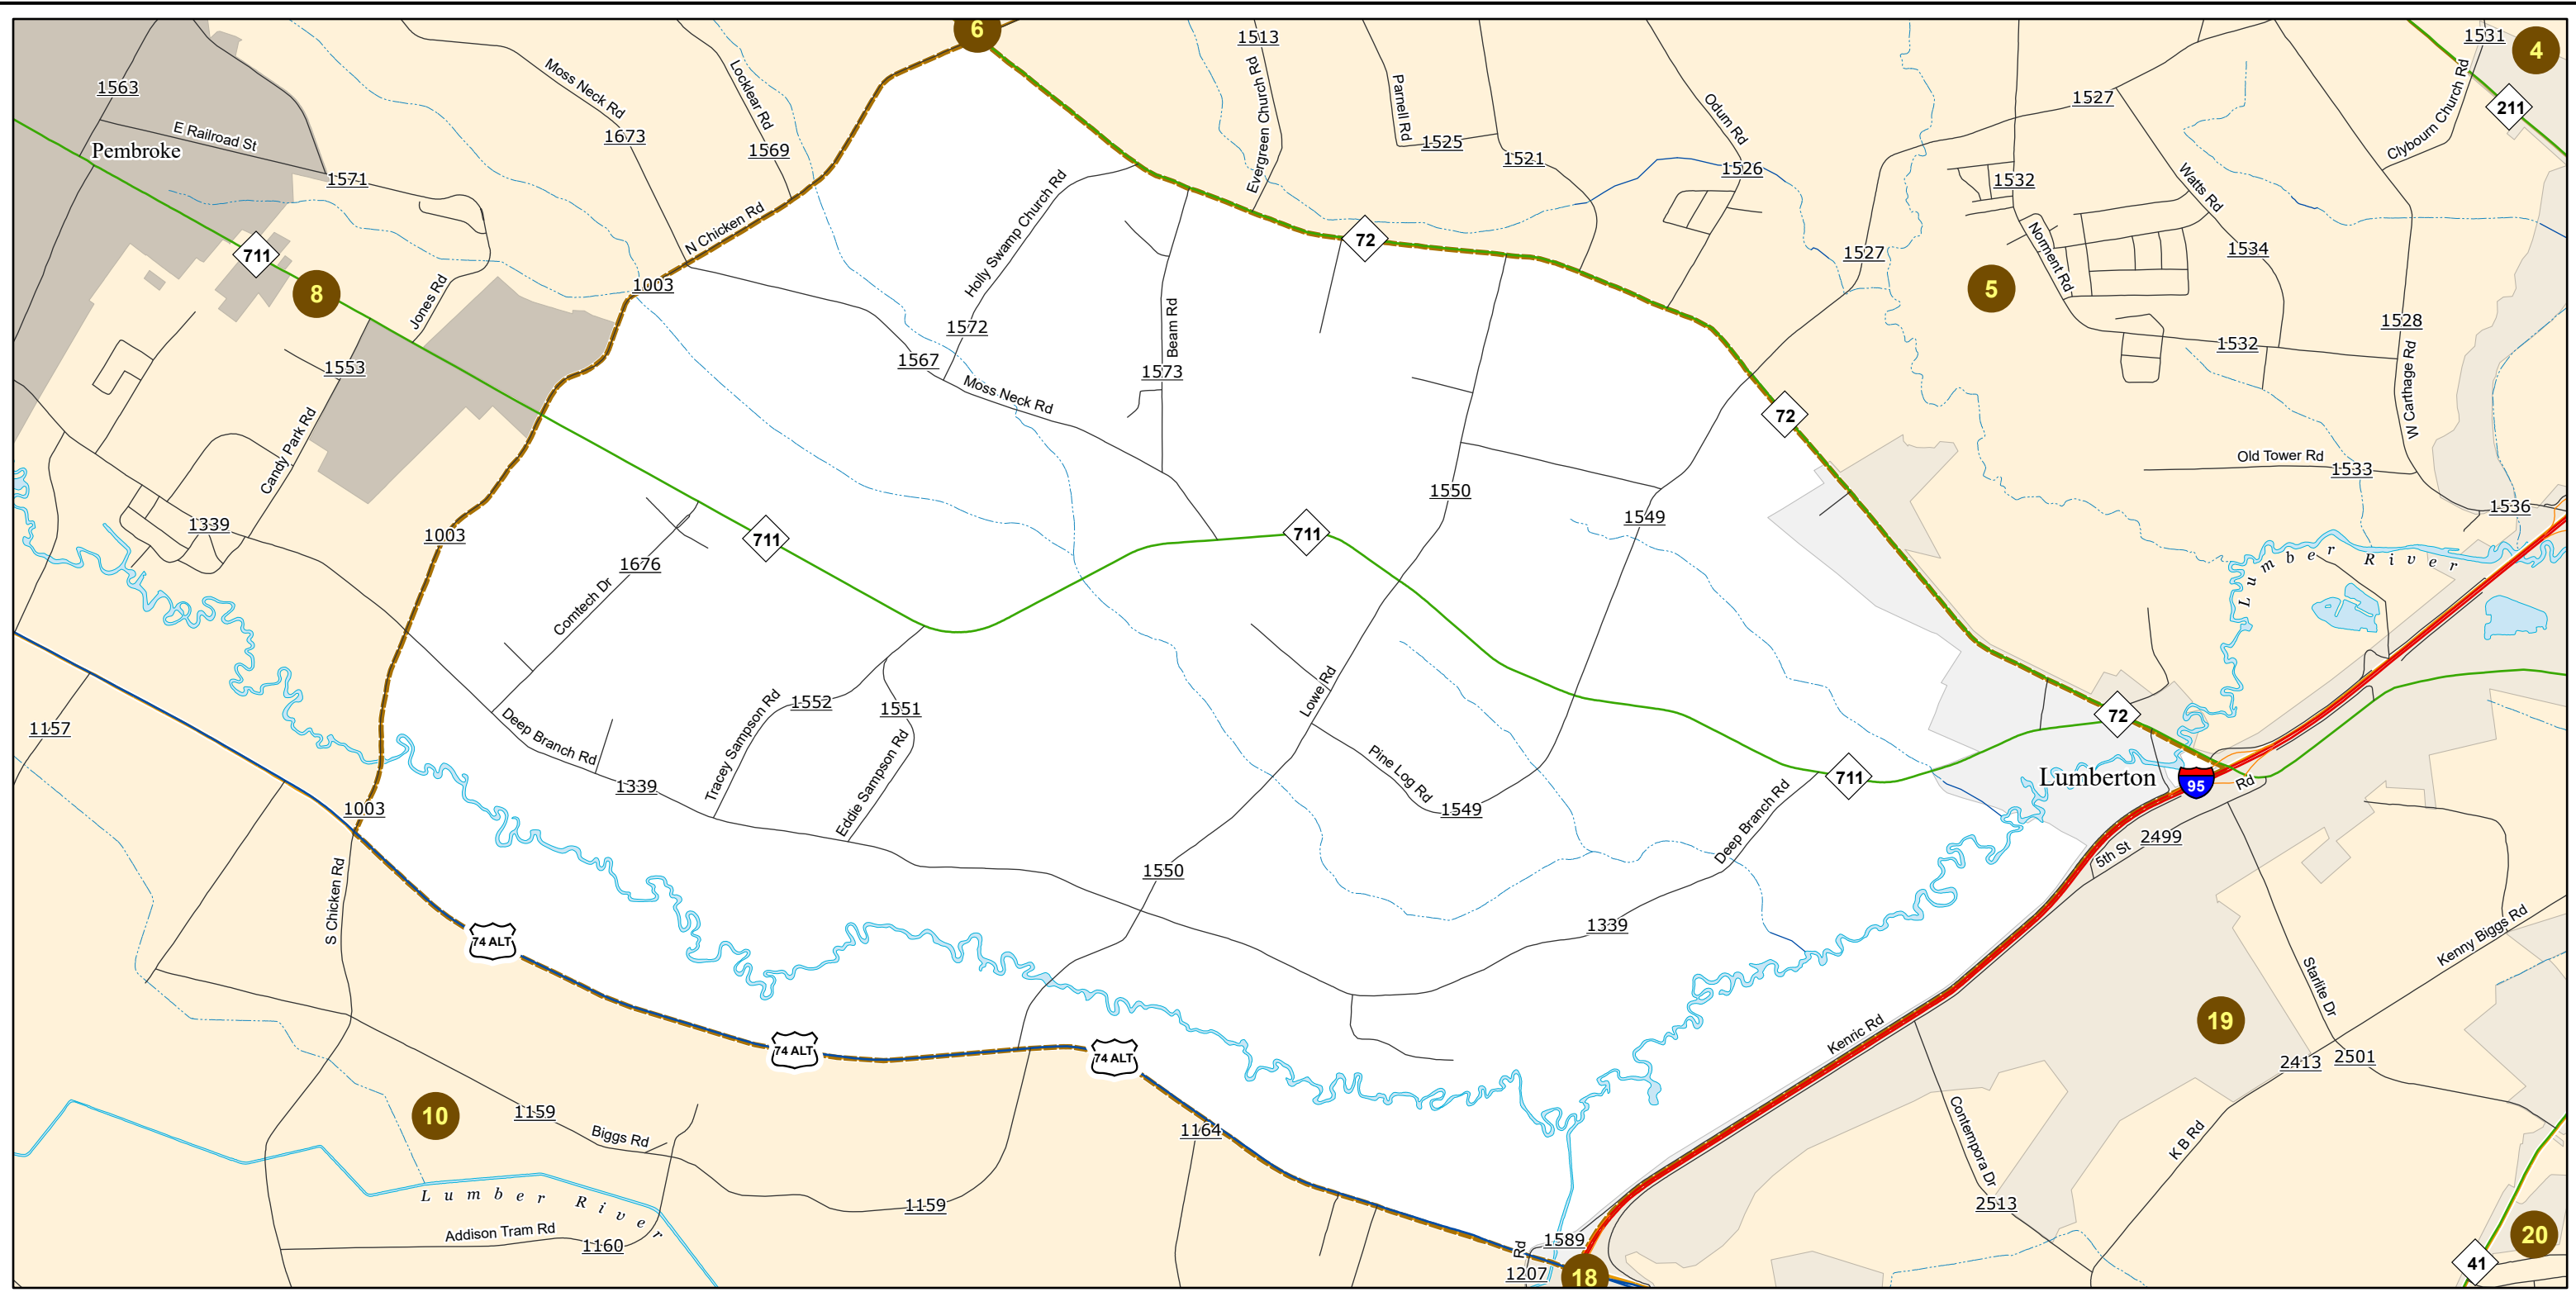 6
1513
1531
4
1563
Moss Neck Rd
Locklear Rd
Evergreen Church Rd
Parnell Rd
Odum Rd
1527
Clybourn Church Rd
211
E Railroad St
Pembroke
1673
1569
1525
1521
1526
1571
1532
Watts Rd
N Chicken Rd
Holly Swamp Church Rd
72
1527
Norment Rd
1534
711
8
Jones Rd
1003
5
Beam Rd
1572
1528
1553
1567
1573
1532
Moss Neck Rd
W Carthage Rd
72
Candy Park Rd
Old Tower Rd
1533
1550
1549
1536
1339
1003
711
711
Lumber River
1676
Comtech Dr
1157
Deep Branch Rd
Tracey Sampson Rd
1552
1551
Lowe Rd
72
Eddie Sampson Rd
Pine Log Rd
711
Lumberton
95
Rd
1339
1003
1549
Deep Branch Rd
5th St
2499
S Chicken Rd
1550
74 ALT
1339
Kenny Biggs Rd
Starlite Dr
19
Kenric Rd
74 ALT
74 ALT
2413
2501
10
1159
Biggs Rd
1164
Contempora Dr
K B Rd
Lumber River
1159
2513
Addison Tram Rd
1160
Rd
1589
20
1207
18
41